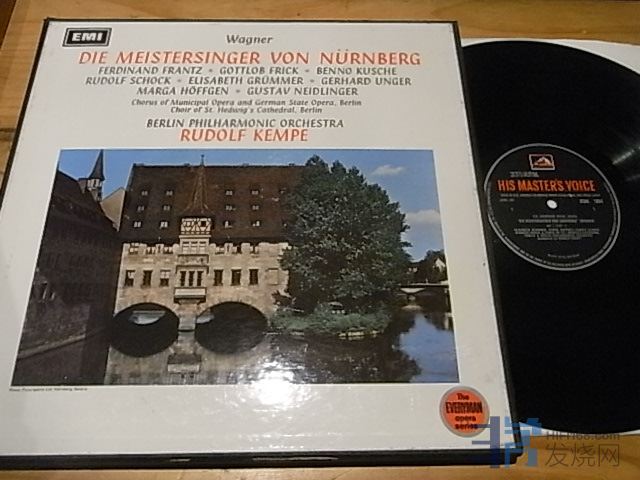 EMI
Wagner
DIE MEISTERSINGER VON NÜRNBERG
FERDINAND FRANTZ • GOTTLOB FRICK • BENNO KUSCHE
RUDOLF SCHOCK • ELISABETH GRÜMMER • GERHARD UNGER
MARGA HÖFFGEN • GUSTAV NEIDLINGER
Chorus of Municipal Opera and German State Opera, Berlin
Choir of St. Hedwig's Cathedral, Berlin
BERLIN PHILHARMONIC ORCHESTRA
RUDOLF KEMPE
The
EVERYMAN
opera
series
HIS MASTER'S VOICE
HiFi168.com
发烧网